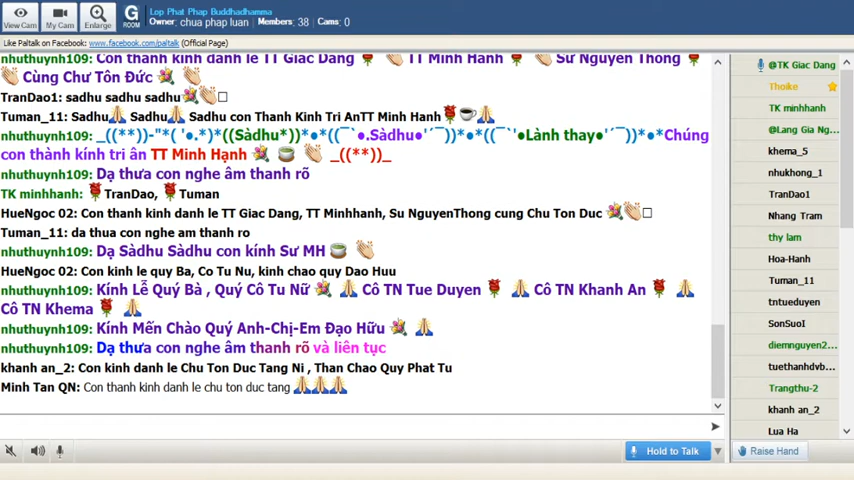 Lop Phat Phap Buddhadhamma
Owner: chua phap luan Members: 38 Cams: 0
View Cam My Cam Enlarge G ROOM
Like Paltalk on Facebook: www.facebook.com/paltalk (Official Page)
nhuthuynh109: Con thanh kinh danh le TT Giac Dang TT Minh Hanh Sư Nguyên Thông
Cùng Chư Tôn Đức
TranDao1: sadhu sadhu sadhu
Tuman_11: Sadhu Sadhu Sadhu con Thanh Kinh Tri AnTT Minh Hanh
nhuthuynh109: _((**))-"*( '●.*)*((Sàdhu*))*●*((¯`●.Sàdhu●'´¯))*●*((¯`'●Lành thay●'´¯))*●*Chúng
con thành kính tri ân TT Minh Hạnh _((**))_
nhuthuynh109: Dạ thưa con nghe âm thanh rõ
TK minhhanh: TranDao, Tuman
HueNgoc 02: Con thanh kinh danh le TT Giac Dang, TT Minhhanh, Su NguyenThong cung Chu Ton Duc
Tuman_11: da thua con nghe am thanh ro
nhuthuynh109: Dạ Sàdhu Sàdhu con kính Sư MH
HueNgoc 02: Con kinh le quy Ba, Co Tu Nu, kinh chao quy Dao Huu
nhuthuynh109: Kính Lễ Quý Bà , Quý Cô Tu Nữ Cô TN Tue Duyen Cô TN Khanh An
Cô TN Khema
nhuthuynh109: Kính Mến Chào Quý Anh-Chị-Em Đạo Hữu
nhuthuynh109: Dạ thưa con nghe âm thanh rõ và liên tục
khanh an_2: Con kinh danh le Chu Ton Duc Tang Ni , Than Chao Quy Phat Tu
Minh Tan QN: Con thanh kinh danh le chu ton duc tang
@TK Giac Dang
Thoike
TK minhhanh
@Lang Gia Ng...
khema_5
nhukhong_1
TranDao1
Nhang Tram
thy lam
Hoa-Hanh
Tuman_11
tntueduyen
SonSuoI
diemnguyen2...
tuethanhdvb...
Trangthu-2
khanh an_2
Lua Ha
Hold to Talk
Raise Hand